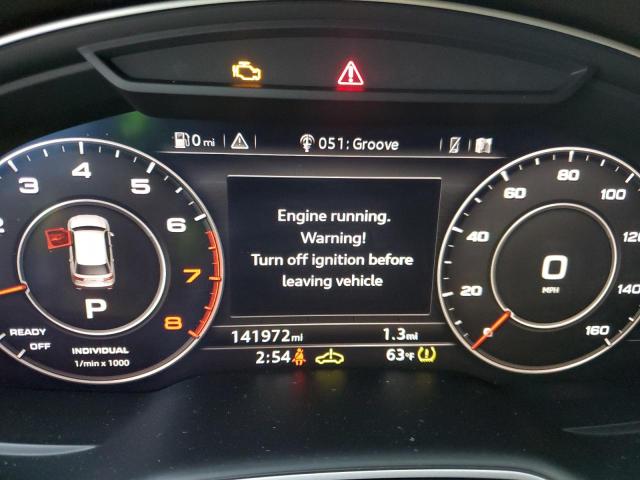 0 mi 051: Groove
2 3 4 5 6 7 8
P
READY
OFF
INDIVIDUAL
1/min x 1000
Engine running.
Warning!
Turn off ignition before
leaving vehicle
141972 mi 1.3 mi
2:54 63°F
20 40 60 80 100 120 140 160
0
MPH